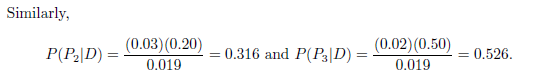 Similarly,
P(P₂|D) = (0.03)(0.20)/0.019 = 0.316 and P(P₃|D) = (0.02)(0.50)/0.019 = 0.526.